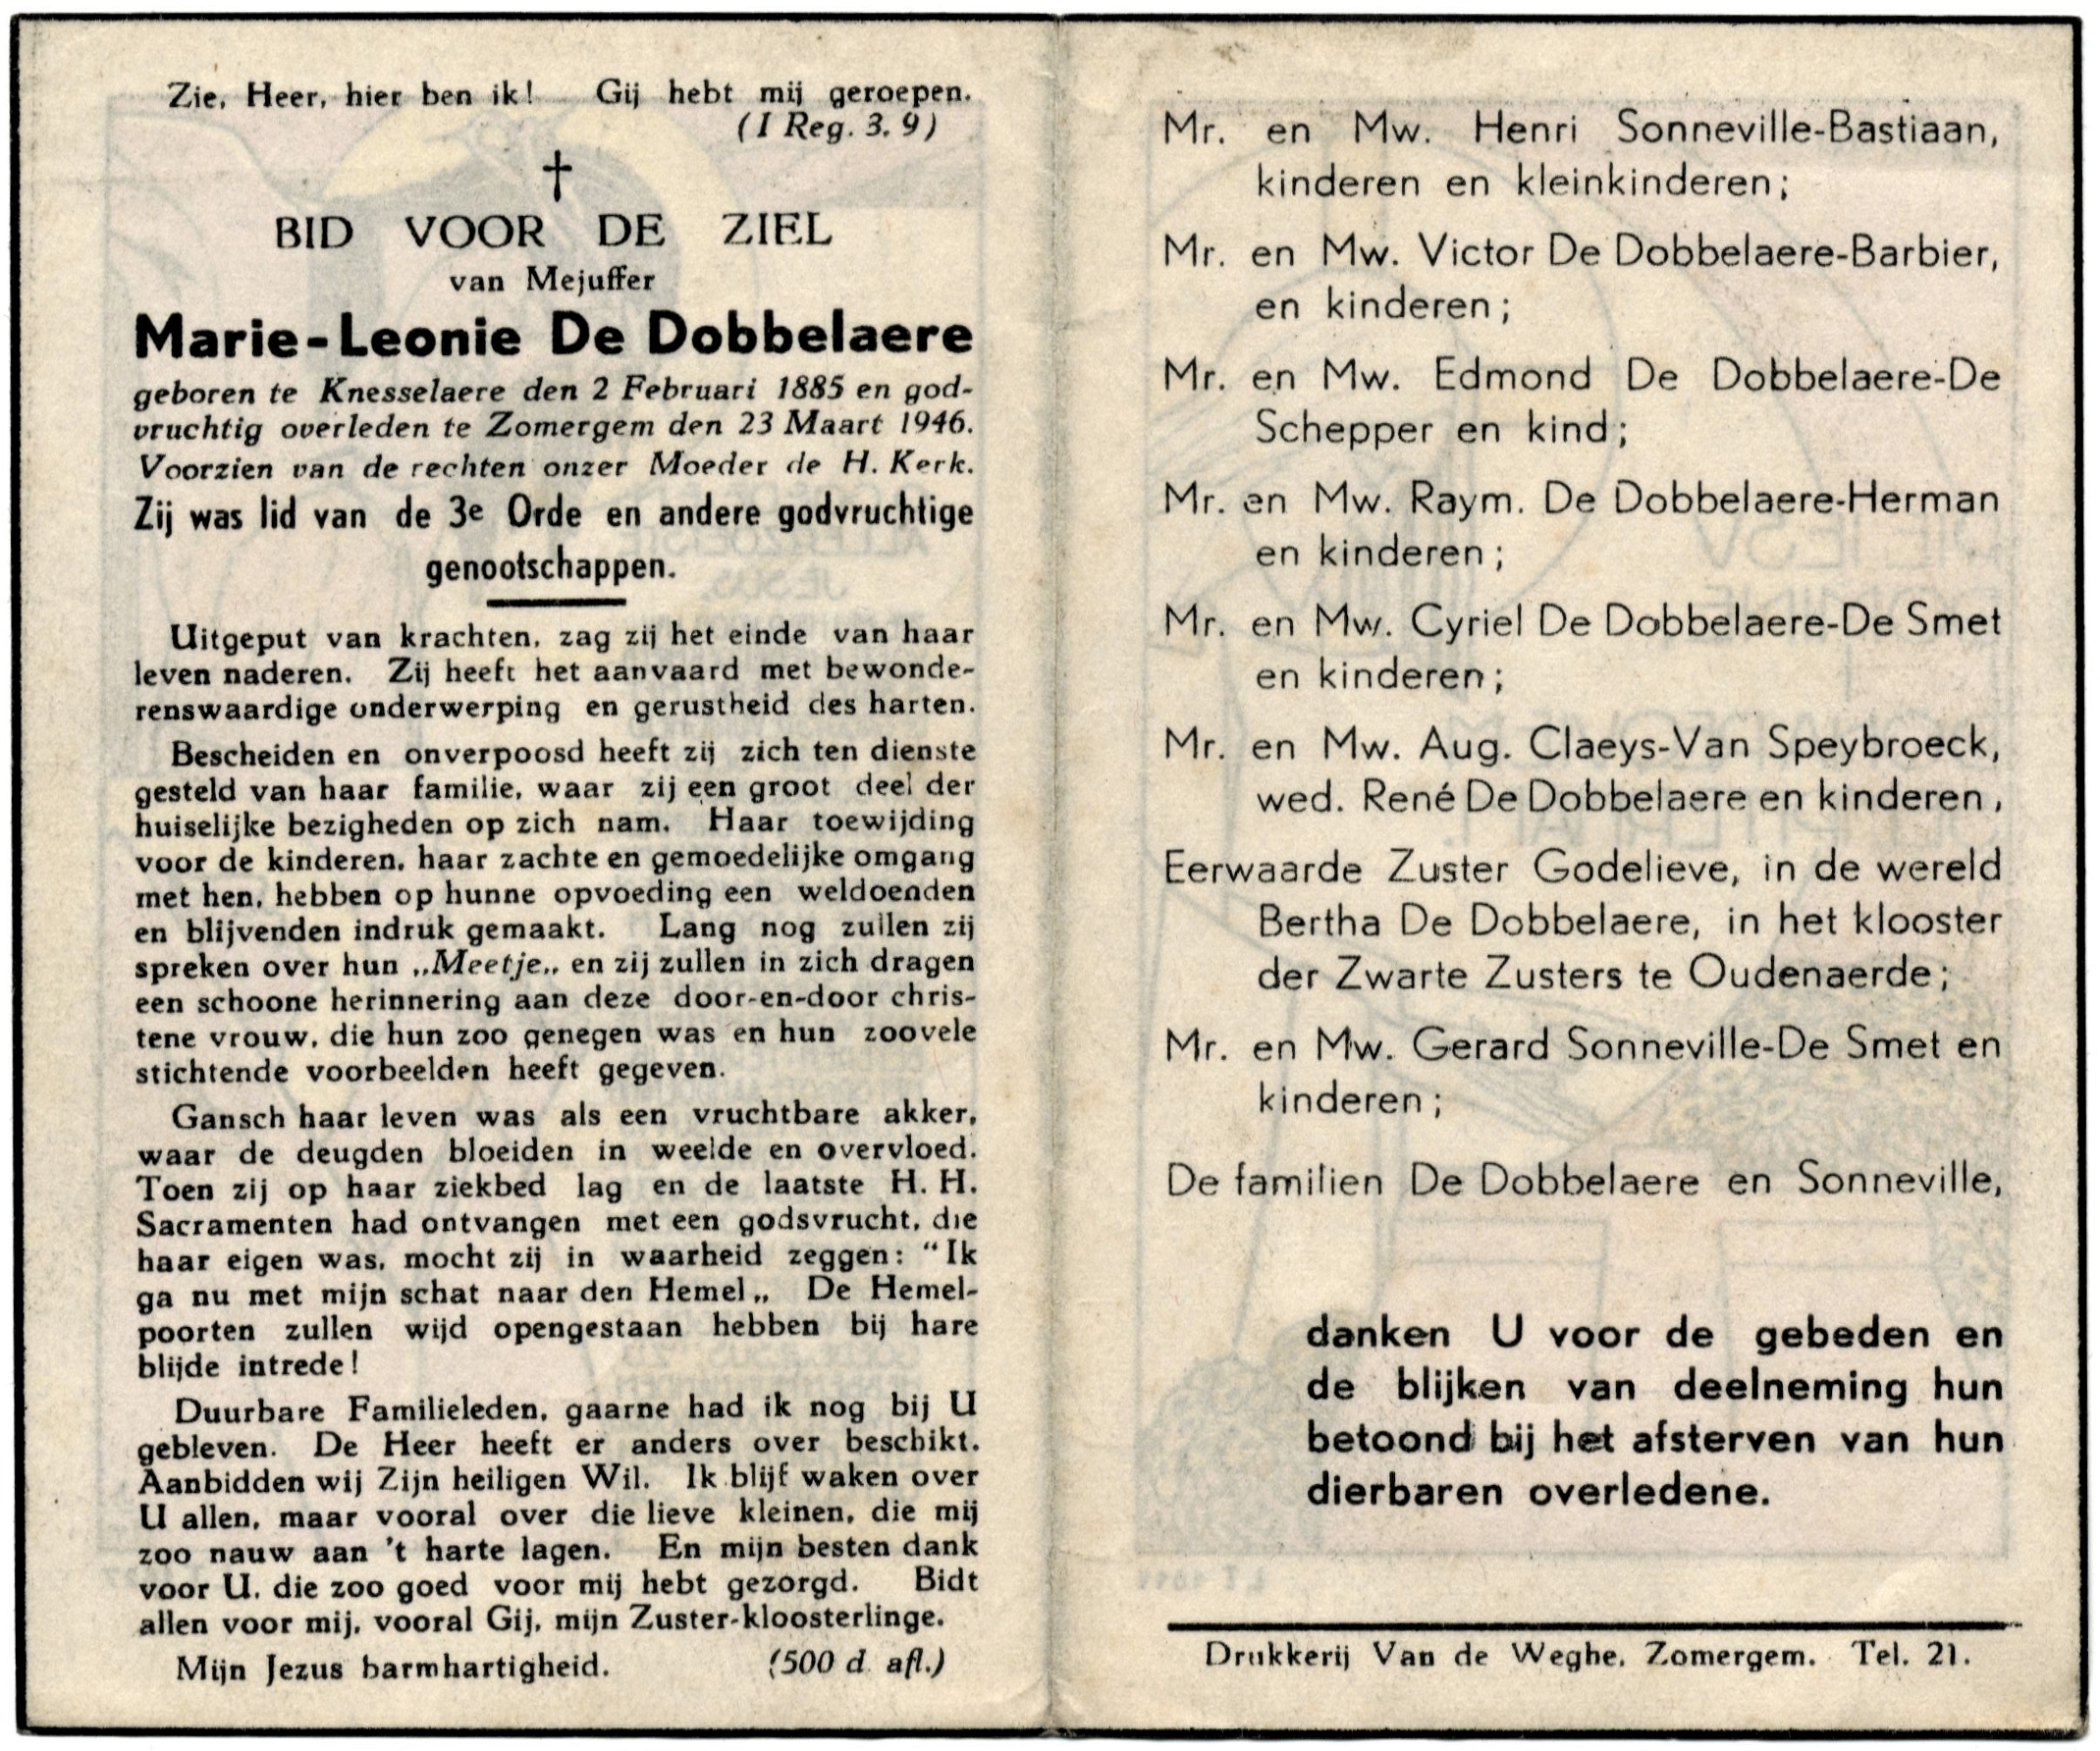 Zie, Heer, hier ben ik! Gij hebt mij geroepen.
(I Reg. 3. 9)
BID VOOR DE ZIEL
van Mejuffer
Marie-Leonie De Dobbelaere
geboren te Knesselaere den 2 Februari 1885 en god-
vruchtig overleden te Zomergem den 23 Maart 1946.
Voorzien van de rechten onzer Moeder de H. Kerk.
Zij was lid van de 3e Orde en andere godvruchtige
genootschappen.
Uitgeput van krachten, zag zij het einde van haar
leven naderen. Zij heeft het aanvaard met bewonde-
renswaardige onderwerping en gerustheid des harten.
Bescheiden en onverpoosd heeft zij zich ten dienste
gesteld van haar familie, waar zij een groot deel der
huiselijke bezigheden op zich nam. Haar toewijding
voor de kinderen, haar zachte en gemoedelijke omgang
met hen, hebben op hunne opvoeding een weldoenden
en blijvenden indruk gemaakt. Lang nog zullen zij
spreken over hun „Meetje„ en zij zullen in zich dragen
een schoone herinnering aan deze door-en-door chris-
tene vrouw, die hun zoo genegen was en hun zoovele
stichtende voorbeelden heeft gegeven.
Gansch haar leven was als een vruchtbare akker,
waar de deugden bloeiden in weelde en overvloed.
Toen zij op haar ziekbed lag en de laatste H. H.
Sacramenten had ontvangen met een godsvrucht, die
haar eigen was, mocht zij in waarheid zeggen: “Ik
ga nu met mijn schat naar den Hemel„ De Hemel-
poorten zullen wijd opengestaan hebben bij hare
blijde intrede!
Duurbare Familieleden, gaarne had ik nog bij U
gebleven. De Heer heeft er anders over beschikt.
Aanbidden wij Zijn heiligen Wil. Ik blijf waken over
U allen, maar vooral over die lieve kleinen, die mij
zoo nauw aan 't harte lagen. En mijn besten dank
voor U, die zoo goed voor mij hebt gezorgd. Bidt
allen voor mij, vooral Gij, mijn Zuster-kloosterlinge.
Mijn Jezus barmhartigheid. (500 d. afl.)
Mr. en Mw. Henri Sonneville-Bastiaan,
kinderen en kleinkinderen;
Mr. en Mw. Victor De Dobbelaere-Barbier,
en kinderen;
Mr. en Mw. Edmond De Dobbelaere-De
Schepper en kind;
Mr. en Mw. Raym. De Dobbelaere-Herman
en kinderen;
Mr. en Mw. Cyriel De Dobbelaere-De Smet
en kinderen;
Mr. en Mw. Aug. Claeys-Van Speybroeck,
wed. René De Dobbelaere en kinderen,
Eerwaarde Zuster Godelieve, in de wereld
Bertha De Dobbelaere, in het klooster
der Zwarte Zusters te Oudenaerde;
Mr. en Mw. Gerard Sonneville-De Smet en
kinderen;
De familien De Dobbelaere en Sonneville,
danken U voor de gebeden en
de blijken van deelneming hun
betoond bij het afsterven van hun
dierbaren overledene.
Drukkerij Van de Weghe, Zomergem. Tel. 21.